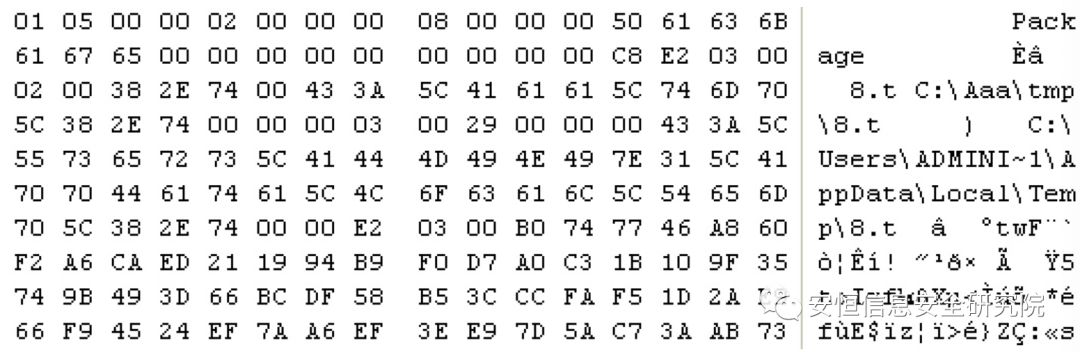 01 05 00 00 02 00 00 00 08 00 00 00 50 61 63 6B Pack
61 67 65 00 00 00 00 00 00 00 00 00 C8 E2 03 00 age Èâ
02 00 38 2E 74 00 43 3A 5C 41 61 61 5C 74 6D 70 8.t C:\Aaa\tmp
5C 38 2E 74 00 00 00 03 00 29 00 00 00 43 3A 5C \8.t ) C:\
55 73 65 72 73 5C 41 44 4D 49 4E 49 7E 31 5C 41 Users\ADMINI~1\A
70 70 44 61 74 61 5C 4C 6F 63 61 6C 5C 54 65 6D ppData\Local\Tem
70 5C 38 2E 74 00 00 E2 03 00 B0 74 77 46 A8 60 p\8.t â °twF¨`
F2 A6 CA ED 21 19 94 B9 F0 D7 A0 C3 1B 10 9F 35 ò¦Êí! ”¹ð× Ã Ÿ5
74 9B 49 3D 66 BC DF 58 B5 3C CC FA F5 1D 2A
66 F9 45 24 EF 7A A6 EF 3E E9 7D 5A C7 3A AB 73 fùE$ïz¦ï>é}ZÇ:«s
安恒信息安全研究院